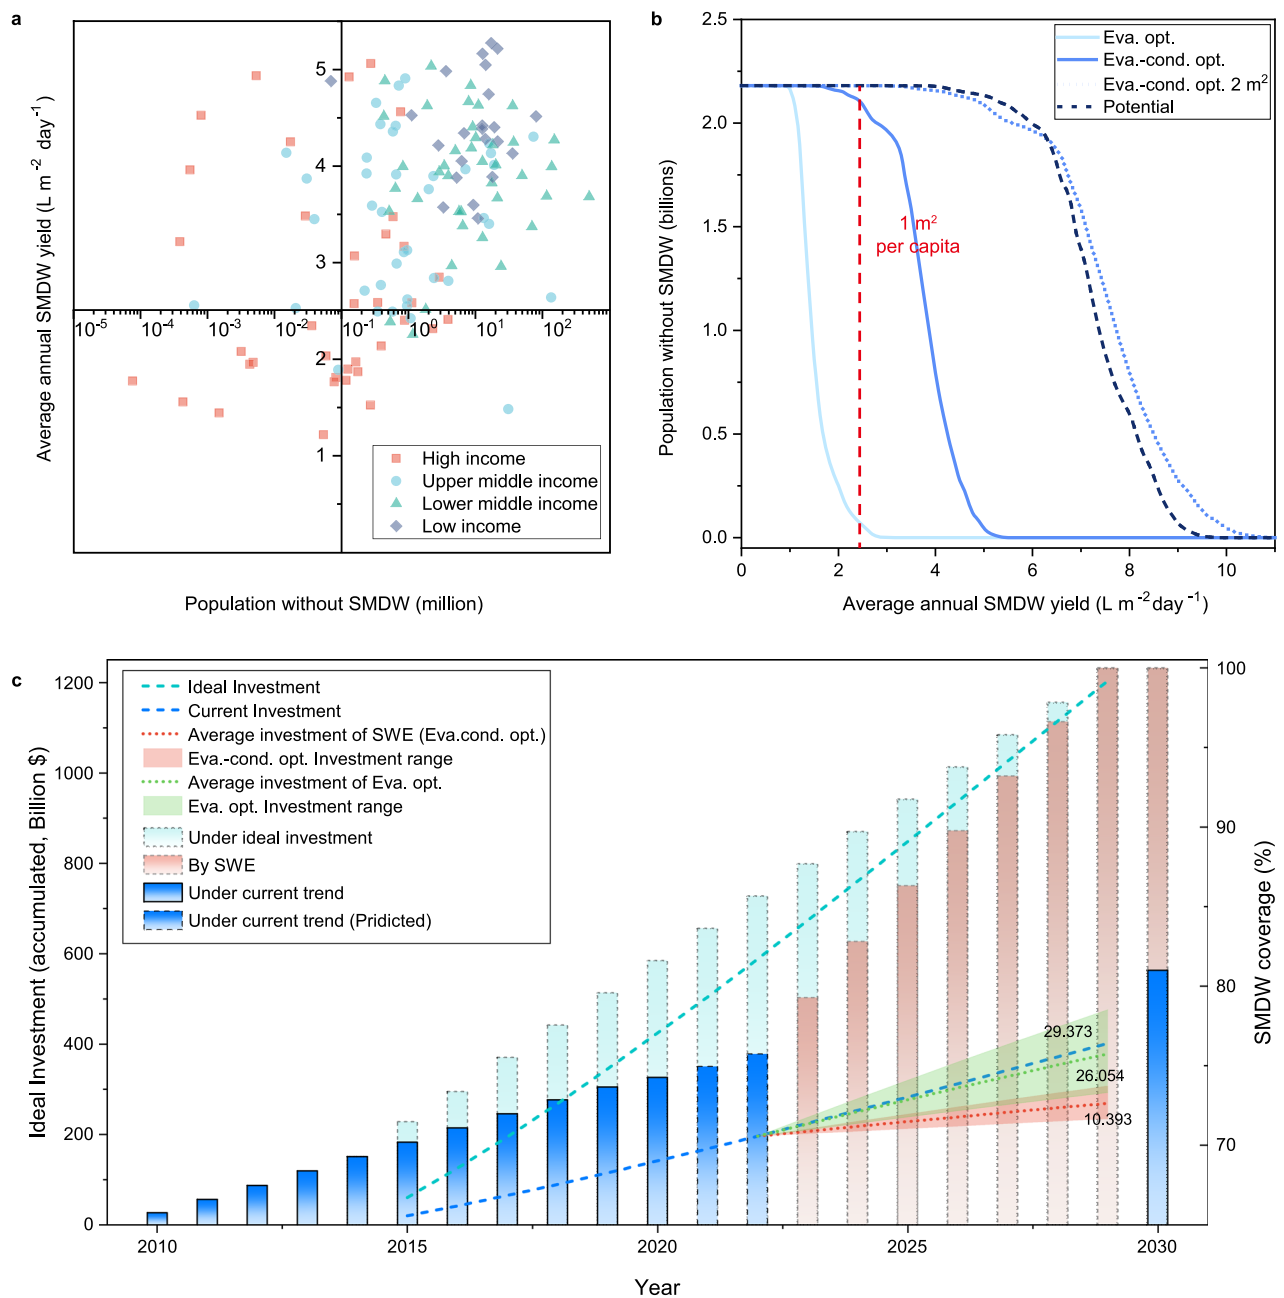 a
Average annual SMDW yield (L m⁻² day⁻¹)
5
4
3
2
1
10⁻⁵
10⁻⁴
10⁻³
10⁻²
10⁻¹
10⁰
10¹
10²
High income
Upper middle income
Lower middle income
Low income
Population without SMDW (million)
b
Population without SMDW (billions)
2.5
2.0
1.5
1.0
0.5
0.0
Eva. opt.
Eva.-cond. opt.
Eva.-cond. opt. 2 m²
Potential
1 m²
per capita
0
2
4
6
8
10
Average annual SMDW yield (L m⁻² day⁻¹)
c
Ideal Investment (accumulated, Billion $)
1200
1000
800
600
400
200
0
Ideal Investment
Current Investment
Average investment of SWE (Eva.cond. opt.)
Eva.-cond. opt. Investment range
Average investment of Eva. opt.
Eva. opt. Investment range
Under ideal investment
By SWE
Under current trend
Under current trend (Pridicted)
29.373
26.054
10.393
100
90
80
70
SMDW coverage (%)
2010
2015
2020
2025
2030
Year